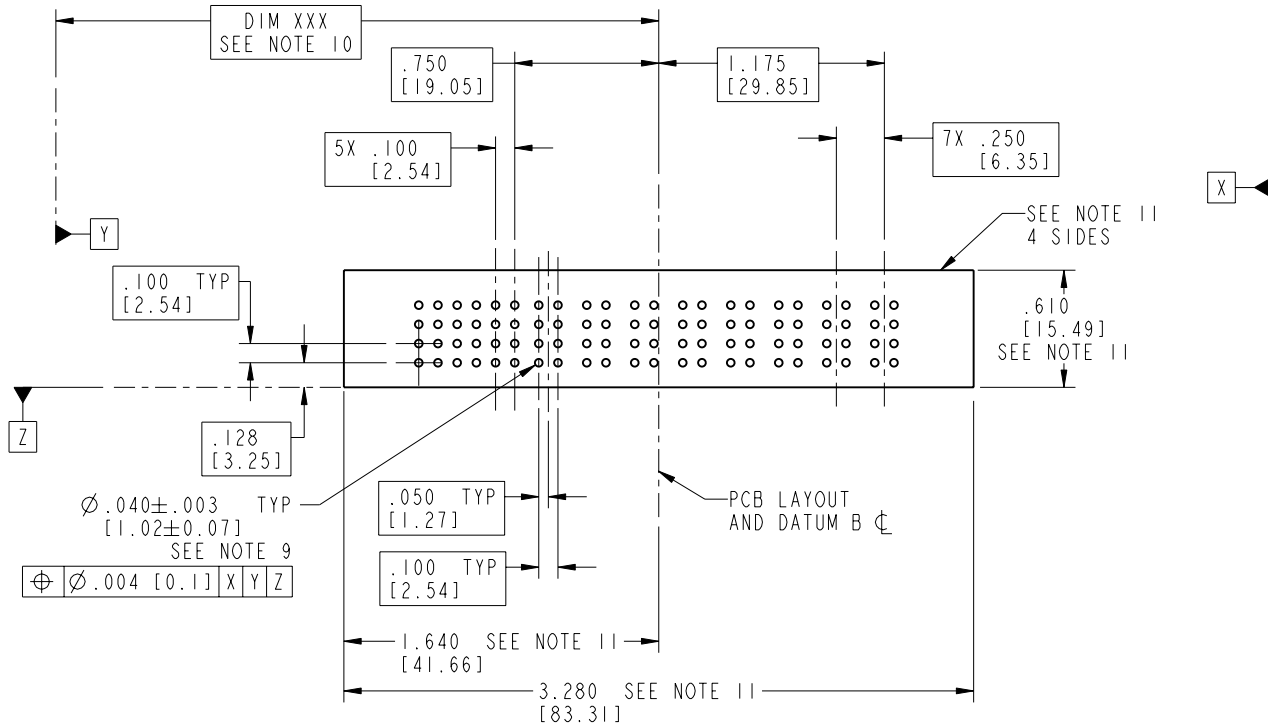 DIM XXX
SEE NOTE 10
.750
[19.05]
1.175
[29.85]
5X .100
[2.54]
7X .250
[6.35]
X
Y
SEE NOTE 11
4 SIDES
.100 TYP
[2.54]
.610
[15.49]
SEE NOTE 11
Z
.128
[3.25]
Ø.040±.003 TYP
[1.02±0.07]
SEE NOTE 9
⌖ Ø.004 [0.1] X Y Z
.050 TYP
[1.27]
.100 TYP
[2.54]
PCB LAYOUT
AND DATUM B ℄
1.640 SEE NOTE 11
[41.66]
3.280 SEE NOTE 11
[83.31]